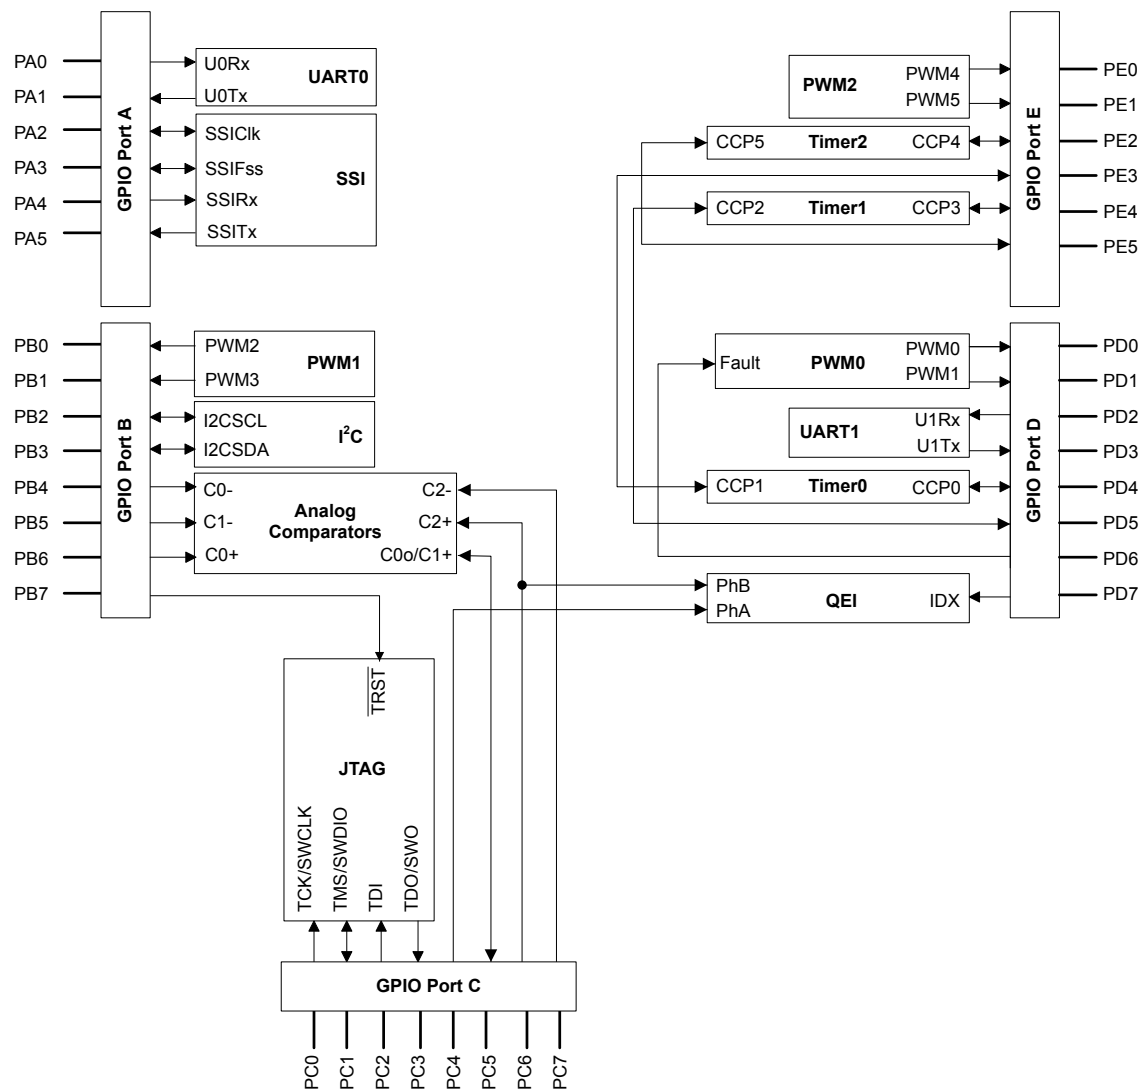 PA0
PA1
PA2
PA3
PA4
PA5
GPIO Port A
U0Rx
U0Tx
UART0
SSIClk
SSIFss
SSIRx
SSITx
SSI
PB0
PB1
PB2
PB3
PB4
PB5
PB6
PB7
GPIO Port B
PWM2
PWM3
PWM1
I2CSCL
I2CSDA
I²C
C0-
C1-
C0+
Analog
Comparators
C2-
C2+
C0o/C1+
TRST
JTAG
TCK/SWCLK
TMS/SWDIO
TDI
TDO/SWO
GPIO Port C
PC0
PC1
PC2
PC3
PC4
PC5
PC6
PC7
PWM2
PWM4
PWM5
CCP5
Timer2
CCP4
CCP2
Timer1
CCP3
GPIO Port E
PE0
PE1
PE2
PE3
PE4
PE5
Fault
PWM0
PWM0
PWM1
UART1
U1Rx
U1Tx
CCP1
Timer0
CCP0
PhB
PhA
QEI
IDX
GPIO Port D
PD0
PD1
PD2
PD3
PD4
PD5
PD6
PD7